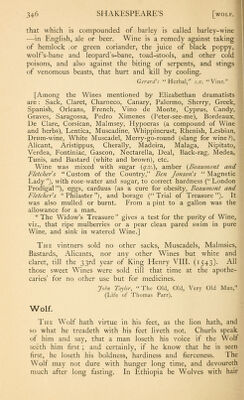 346 SHAKESPEARE'S [WOLF.
that which is compounded of barley is called barley-wine
—in English, ale or beer. Wine is a remedy against taking
of hemlock or green coriander, the juice of black poppy,
wolf's-bane and leopard's-bane, toad-stools, and other cold
poisons, and also against the biting of serpents, and stings
of venomous beasts, that hurt and kill by cooling.
Gerard's "Herbal," s.v. "Vine."
[Among the Wines mentioned by Elizabethan dramatists
are: Sack, Claret, Charneco, Canary, Palermo, Sherry, Greek,
Spanish, Orleans, French, Vino de Monte, Cyprus, Candy,
Graves, Saragossa, Pedro Ximenes (Peter-see-me), Bordeaux,
De Clare, Corsican, Malmsey, Hypocras (a compound of Wine
and herbs), Lentica, Muscadine, Whippincrust, Rhenish, Lesbian,
Drum-wine, White Muscadel, Merry-go-round (slang for wine?),
Alicant, Aristippus, Cherally, Madeira, Malaga, Nipitato,
Verdea, Fontiniac, Gascon, Nectarella, Jeal, Back-rag, Medea,
Tunis, and Bastard (white and brown), etc.
Wine was mixed with sugar (q.v.), amber (Beaumont and
Fletcher's "Custom of the Country," Ben Jonson's "Magnetic
Lady"), with rose-water and sugar, to correct hardness ("London
Prodigal"), eggs, carduus (as a cure for obesity, Beaumont and
Fletcher's "Philaster"), and borage ("Trial of Treasure"). It
was also mulled or burnt. From a pint to a gallon was the
allowance for a man.
"The Widow's Treasure" gives a test for the purity of Wine,
viz., that ripe mulberries or a pear clean pared swim in pure
Wine, and sink in watered Wine.]
THE vintners sold no other sacks, Muscadels, Malmsies,
Bastards, Alicants, nor any other Wines but white and
claret, till the 33rd year of King Henry VIII. (1543). All
those sweet Wines were sold till that time at the apothe-
caries' for no other use but for medicines.
John Taylor, "The Old, Old, Very Old Man,"
(Life of Thomas Parr).
Wolf.
THE Wolf hath virtue in his feet, as the lion hath, and
so what he treadeth with his feet liveth not. Churls speak
of him and say, that a man loseth his voice if the Wolf
seeth him first; and certainly, if he know that he is seen
first, he loseth his boldness, hardiness and fierceness. The
Wolf may not dure with hunger long time, and devoureth
much after long fasting. In Ethiopia be Wolves with hair